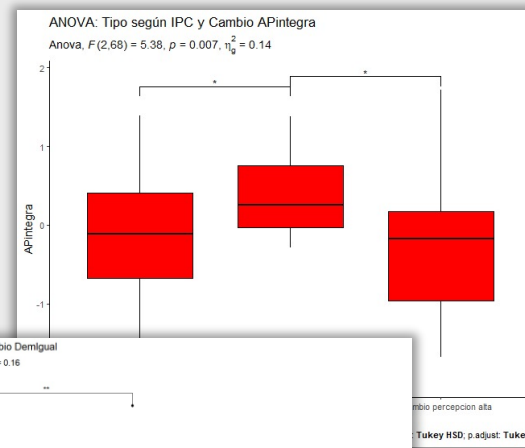 ANOVA: Tipo según IPC y Cambio APintegra
Anova, F(2,68) = 5.38, p = 0.007, η²g = 0.14
*
*
2
1
0
-1
APintegra
bio DemIgual
= 0.16
**
mbio percepcion alta
: Tukey HSD; p.adjust: Tuke